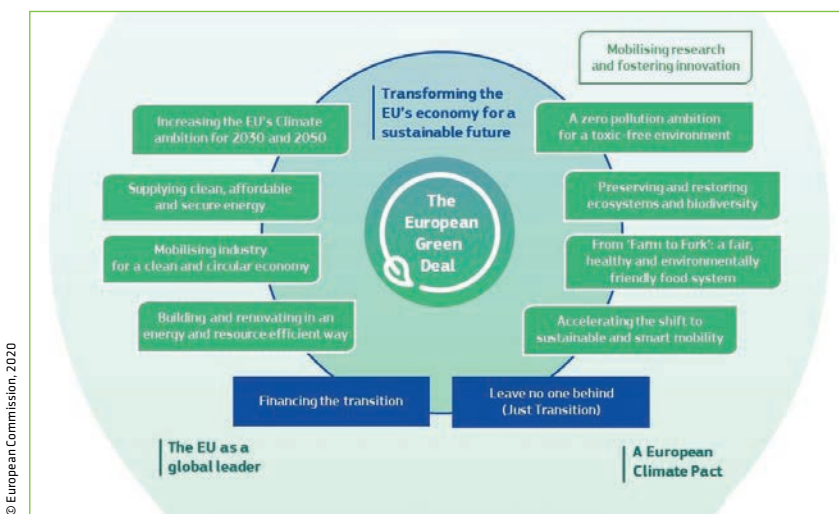 Mobilising research
and fostering innovation
Transforming the
EU's economy for a
sustainable future
Increasing the EU's Climate
ambition for 2030 and 2050
A zero pollution ambition
for a toxic-free environment
Supplying clean, affordable
and secure energy
The
European
Green
Deal
Preserving and restoring
ecosystems and biodiversity
Mobilising industry
for a clean and circular economy
From 'Farm to Fork': a fair,
healthy and environmentally
friendly food system
Building and renovating in an
energy and resource efficient way
Accelerating the shift to
sustainable and smart mobility
Financing the transition
Leave no one behind
(Just Transition)
The EU as a
global leader
A European
Climate Pact
© European Commission, 2020